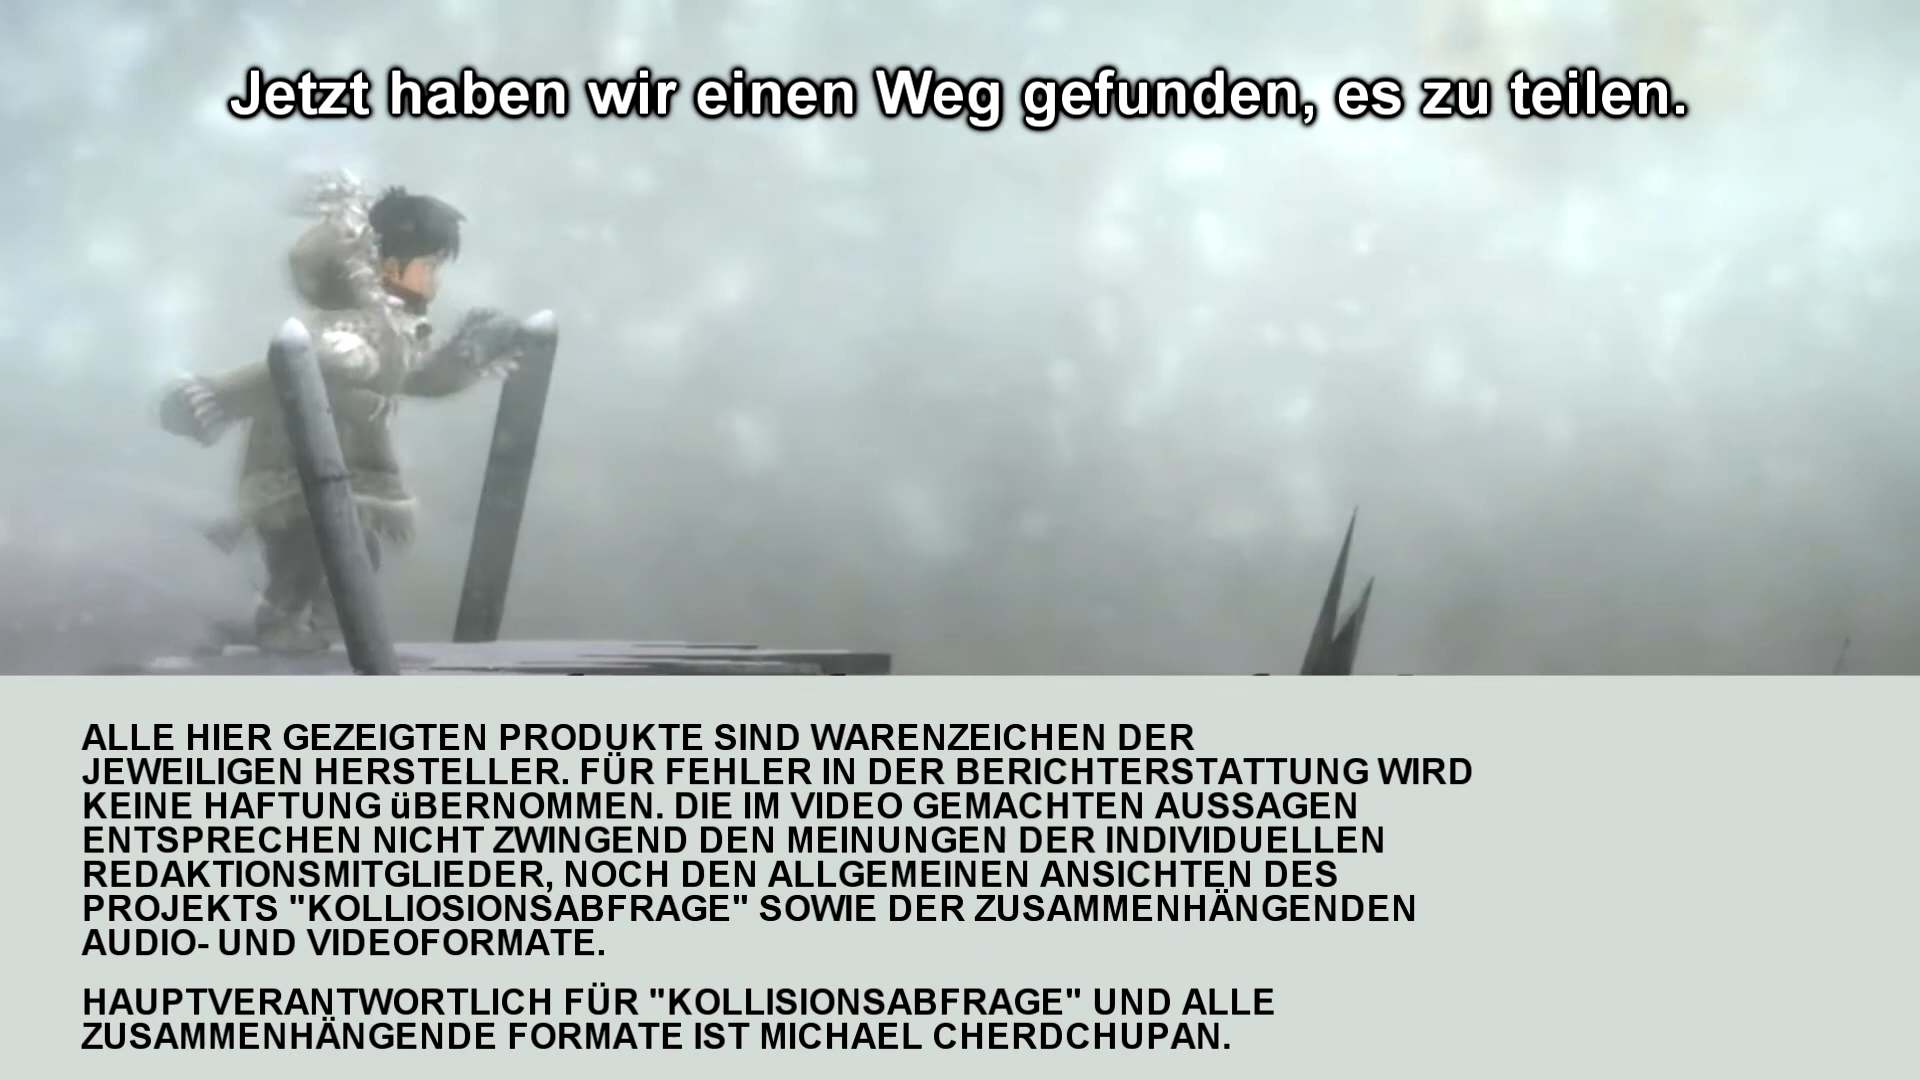 Jetzt haben wir einen Weg gefunden, es zu teilen.
ALLE HIER GEZEIGTEN PRODUKTE SIND WARENZEICHEN DER
JEWEILIGEN HERSTELLER. FÜR FEHLER IN DER BERICHTERSTATTUNG WIRD
KEINE HAFTUNG üBERNOMMEN. DIE IM VIDEO GEMACHTEN AUSSAGEN
ENTSPRECHEN NICHT ZWINGEND DEN MEINUNGEN DER INDIVIDUELLEN
REDAKTIONSMITGLIEDER, NOCH DEN ALLGEMEINEN ANSICHTEN DES
PROJEKTS "KOLLIOSIONSABFRAGE" SOWIE DER ZUSAMMENHÄNGENDEN
AUDIO- UND VIDEOFORMATE.
HAUPTVERANTWORTLICH FÜR "KOLLISIONSABFRAGE" UND ALLE
ZUSAMMENHÄNGENDE FORMATE IST MICHAEL CHERDCHUPAN.